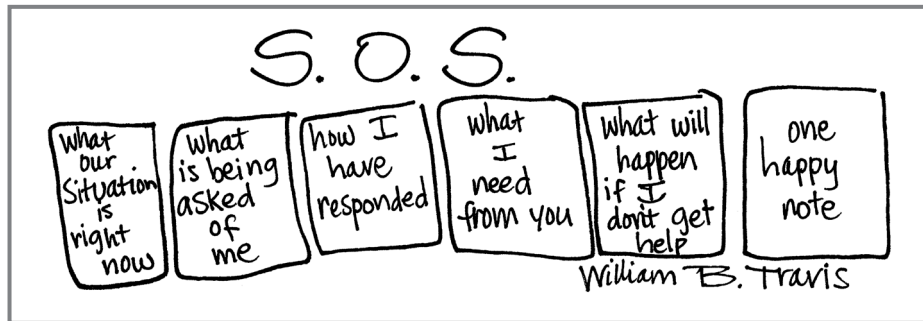 S. O. S.
what
our
situation
is
right
now
what
is being
asked
of
me
how I
have
responded
what
I
need
from you
what will
happen
if I
don't get
help
one
happy
note
William B. Travis